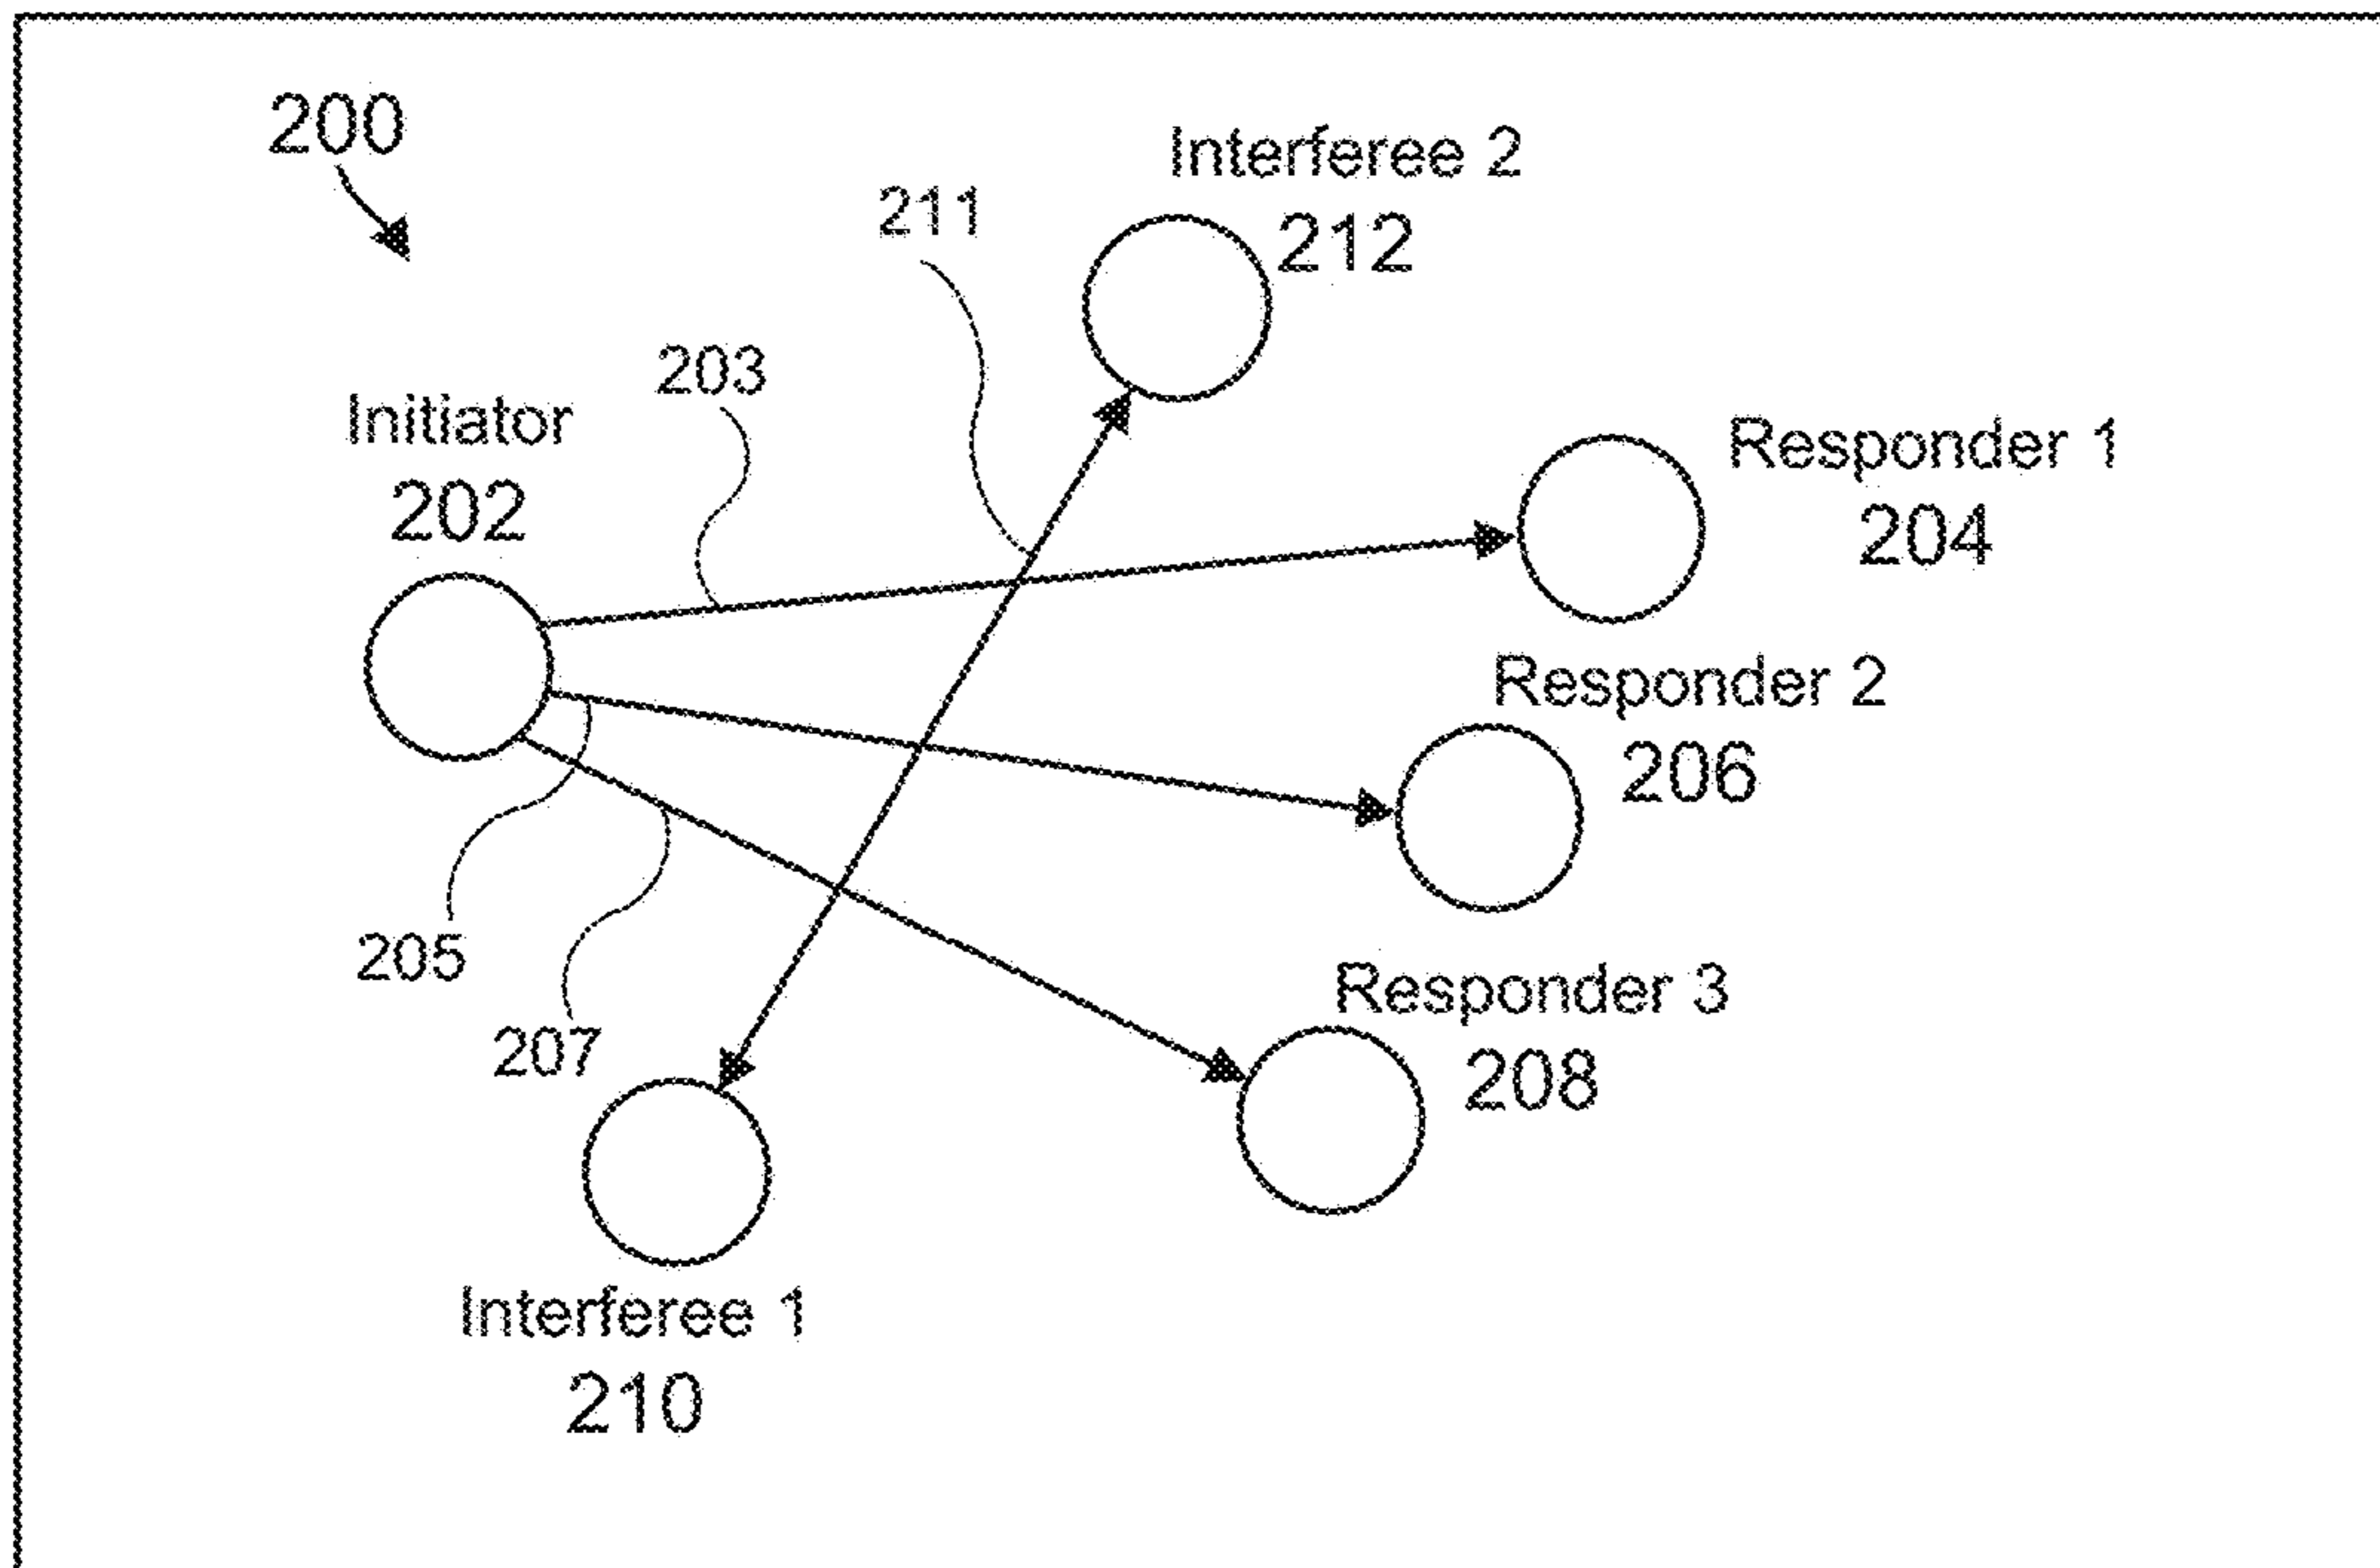 200
Interferee 2
212
211
203
Initiator
202
Responder 1
204
Responder 2
206
205
Responder 3
208
207
Interferee 1
210